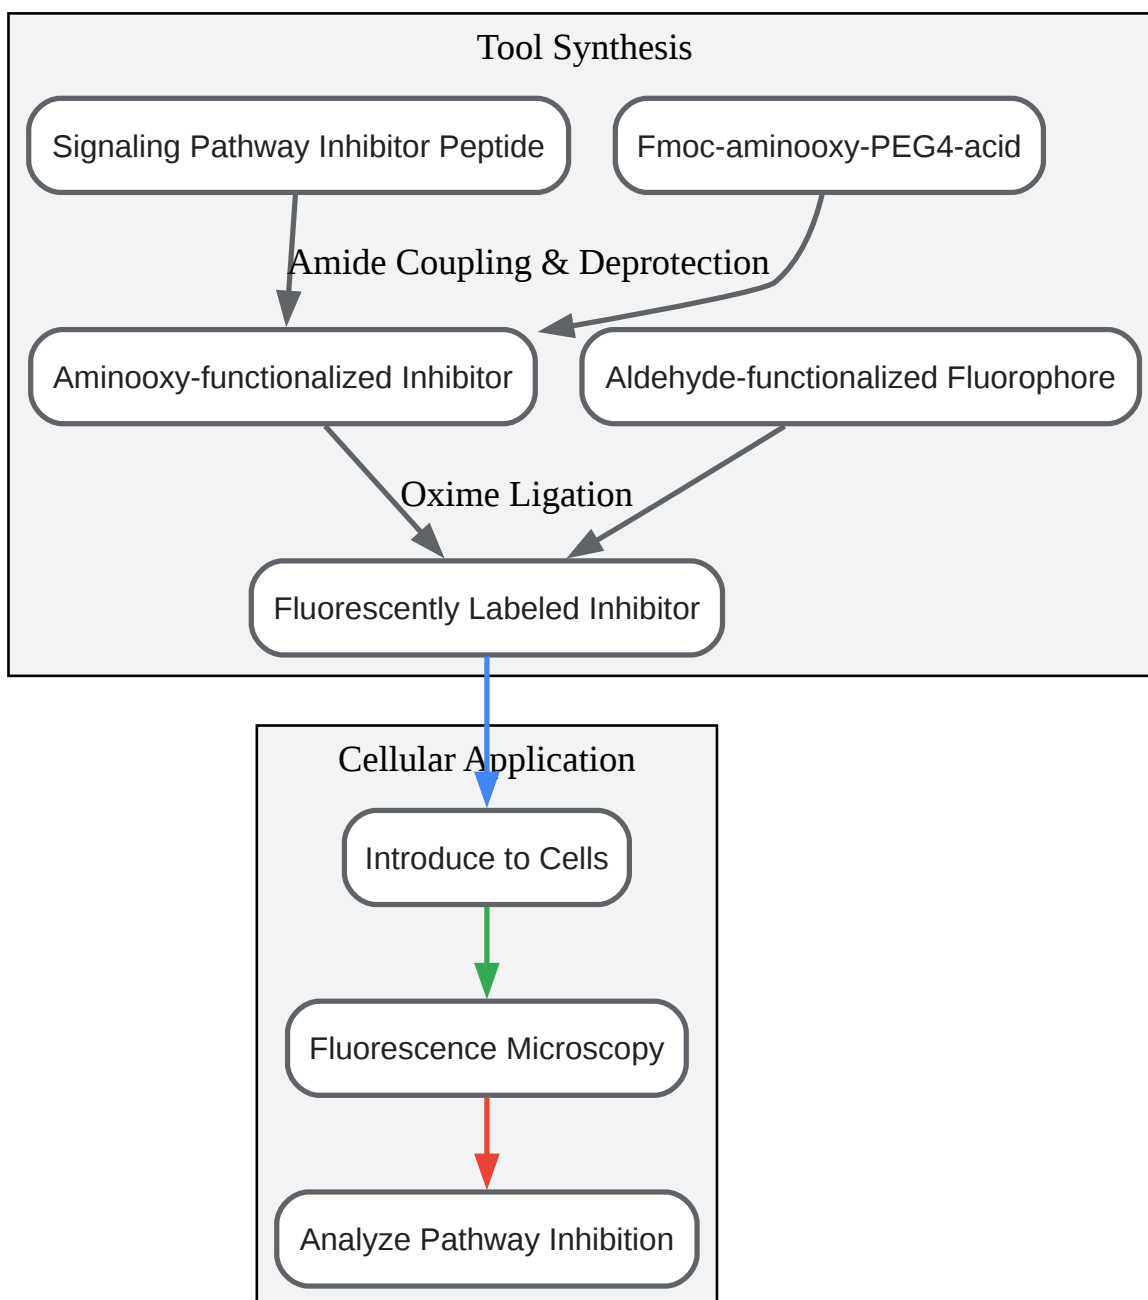 Tool Synthesis
Signaling Pathway Inhibitor Peptide
Fmoc-aminooxy-PEG4-acid
Amide Coupling & Deprotection
Aminooxy-functionalized Inhibitor
Aldehyde-functionalized Fluorophore
Oxime Ligation
Fluorescently Labeled Inhibitor
Cellular Application
Introduce to Cells
Fluorescence Microscopy
Analyze Pathway Inhibition